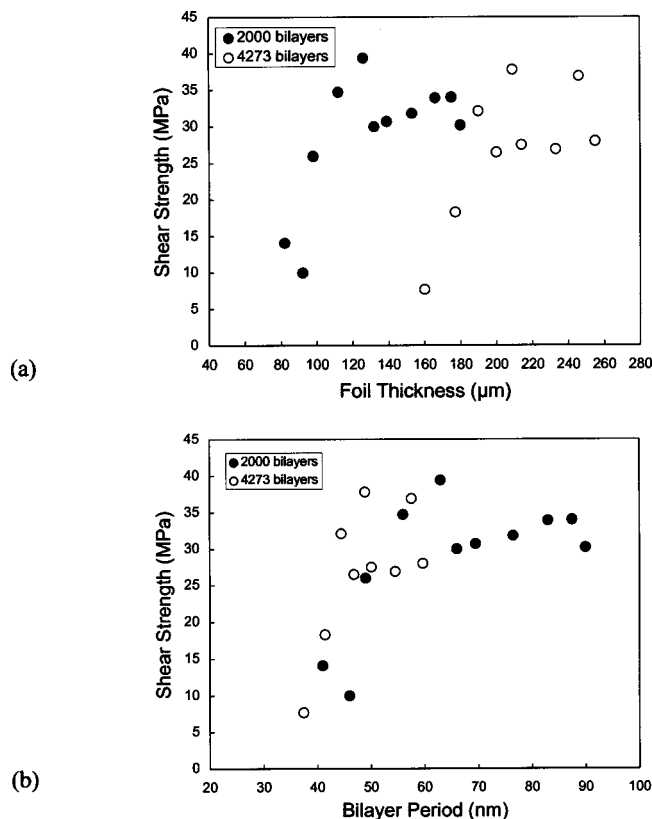 2000 bilayers
4273 bilayers
Shear Strength (MPa)
45
40
35
30
25
20
15
10
5
0
40 60 80 100 120 140 160 180 200 220 240 260 280
Foil Thickness (µm)
(a)
2000 bilayers
4273 bilayers
Shear Strength (MPa)
45
40
35
30
25
20
15
10
5
0
20 30 40 50 60 70 80 90 100
Bilayer Period (nm)
(b)